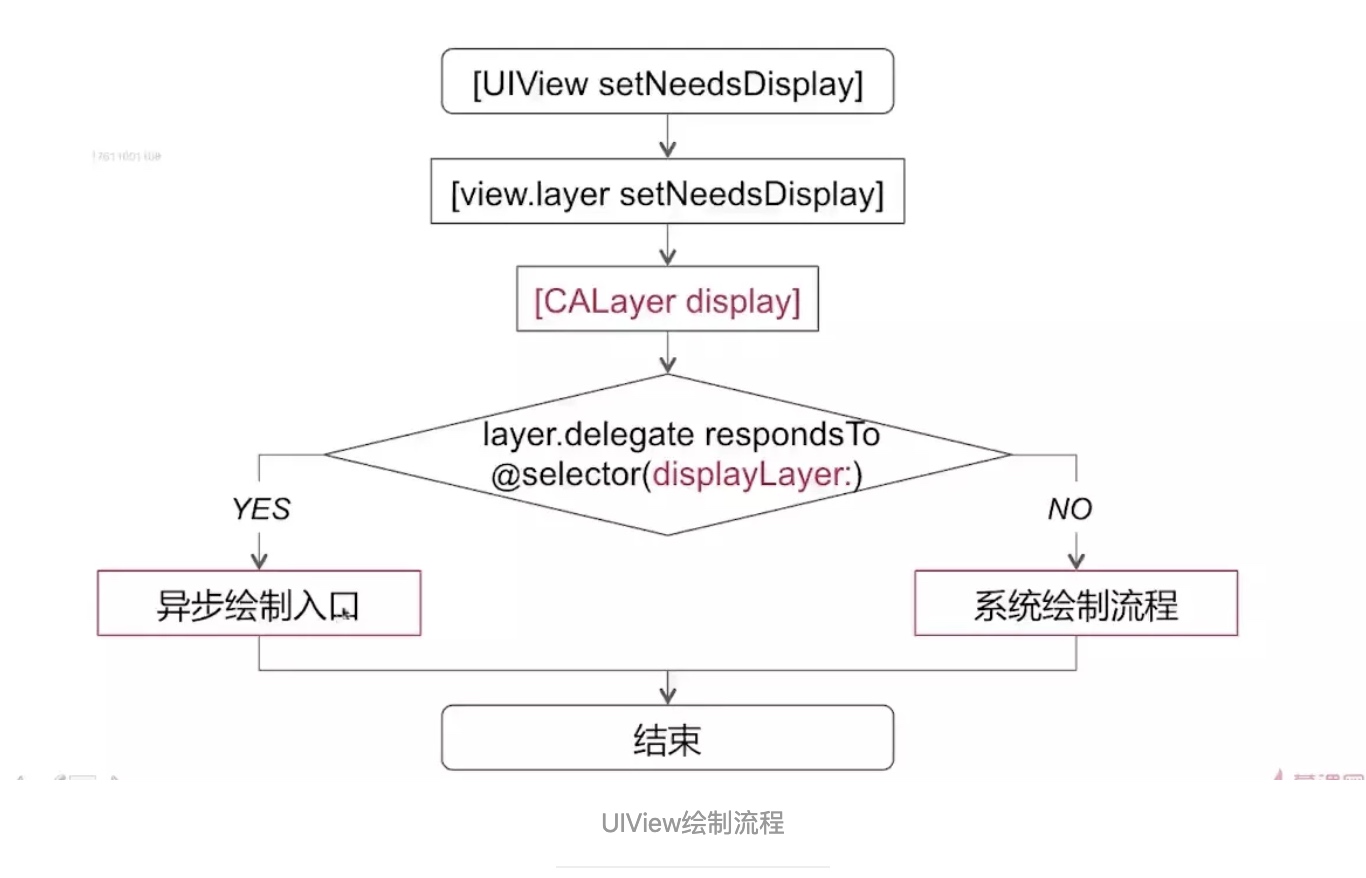 [UIView setNeedsDisplay]
[view.layer setNeedsDisplay]
[CALayer display]
layer.delegate respondsTo
@selector(displayLayer:)
YES
NO
异步绘制入口
系统绘制流程
结束
UIView绘制流程